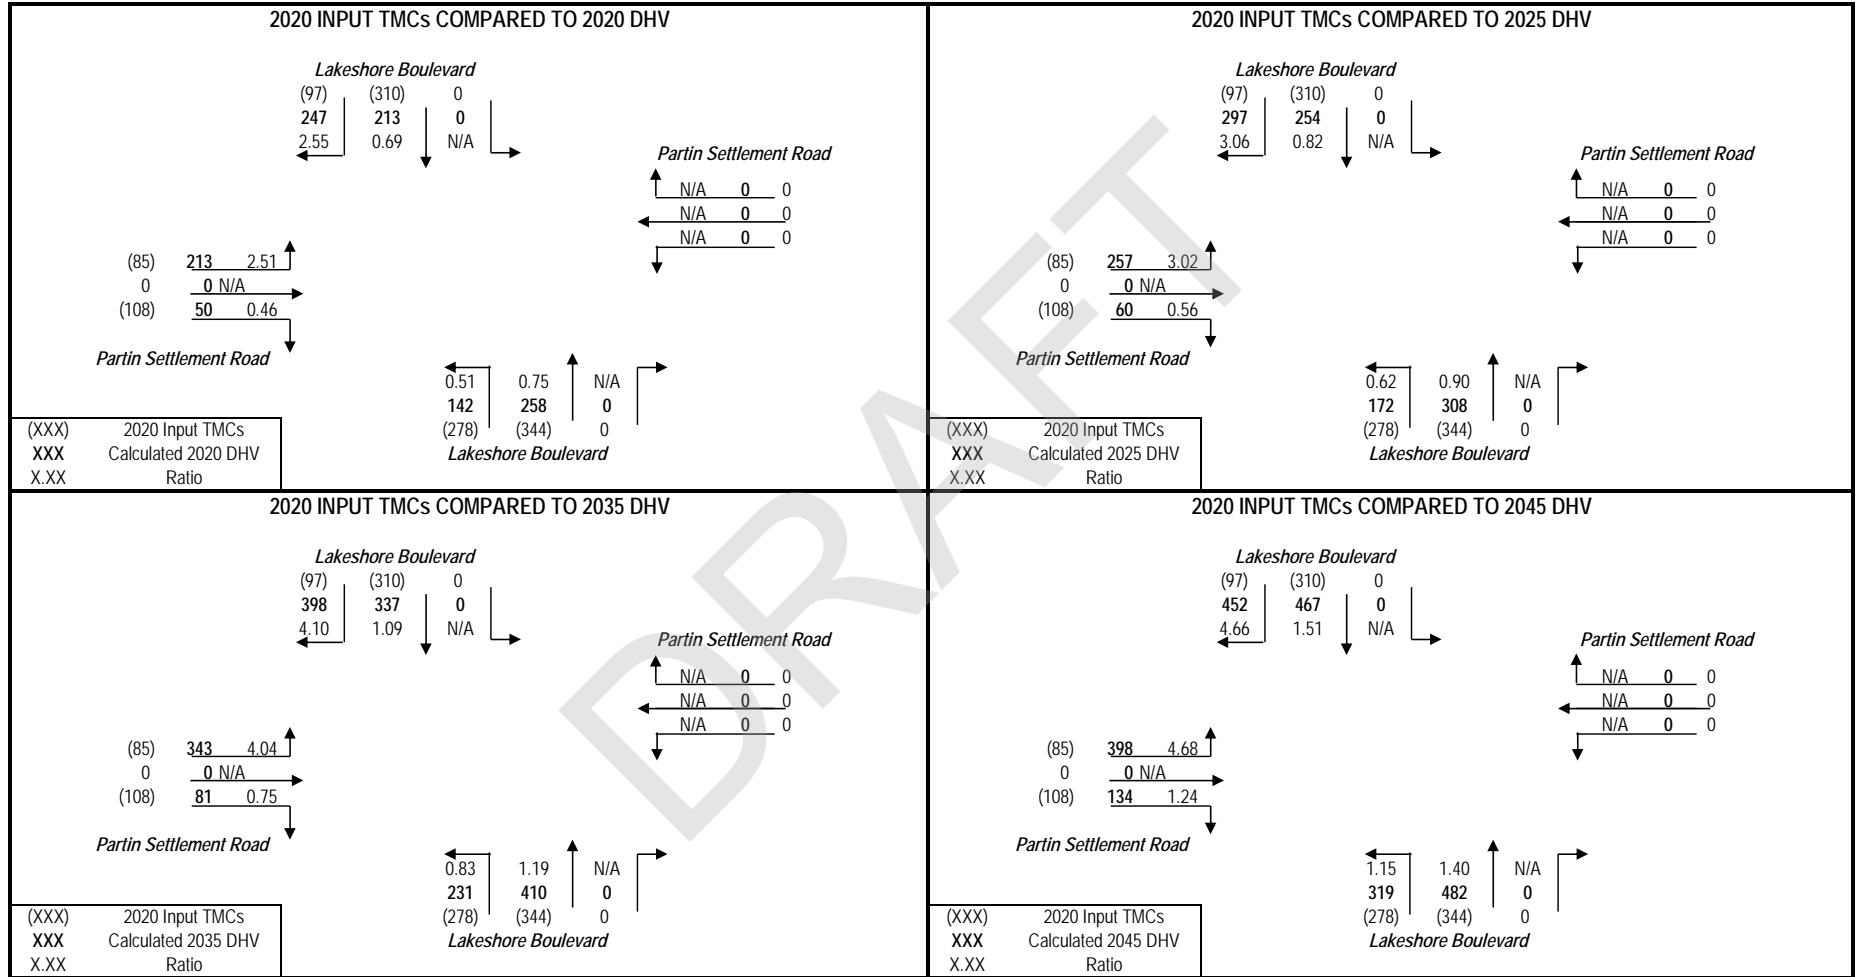 2020 INPUT TMCs COMPARED TO 2020 DHV
Lakeshore Boulevard
(97) (310) 0
247 213 0
2.55 0.69 N/A
Partin Settlement Road
N/A 0 0
N/A 0 0
N/A 0 0
(85) 213 2.51
0 0 N/A
(108) 50 0.46
Partin Settlement Road
0.51 0.75 N/A
142 258 0
(278) (344) 0
Lakeshore Boulevard
(XXX) 2020 Input TMCs
XXX Calculated 2020 DHV
X.XX Ratio
2020 INPUT TMCs COMPARED TO 2025 DHV
Lakeshore Boulevard
(97) (310) 0
297 254 0
3.06 0.82 N/A
Partin Settlement Road
N/A 0 0
N/A 0 0
N/A 0 0
(85) 257 3.02
0 0 N/A
(108) 60 0.56
Partin Settlement Road
0.62 0.90 N/A
172 308 0
(278) (344) 0
Lakeshore Boulevard
(XXX) 2020 Input TMCs
XXX Calculated 2025 DHV
X.XX Ratio
2020 INPUT TMCs COMPARED TO 2035 DHV
Lakeshore Boulevard
(97) (310) 0
398 337 0
4.10 1.09 N/A
Partin Settlement Road
N/A 0 0
N/A 0 0
N/A 0 0
(85) 343 4.04
0 0 N/A
(108) 81 0.75
Partin Settlement Road
0.83 1.19 N/A
231 410 0
(278) (344) 0
Lakeshore Boulevard
(XXX) 2020 Input TMCs
XXX Calculated 2035 DHV
X.XX Ratio
2020 INPUT TMCs COMPARED TO 2045 DHV
Lakeshore Boulevard
(97) (310) 0
452 467 0
4.66 1.51 N/A
Partin Settlement Road
N/A 0 0
N/A 0 0
N/A 0 0
(85) 398 4.68
0 0 N/A
(108) 134 1.24
Partin Settlement Road
1.15 1.40 N/A
319 482 0
(278) (344) 0
Lakeshore Boulevard
(XXX) 2020 Input TMCs
XXX Calculated 2045 DHV
X.XX Ratio
DRAFT